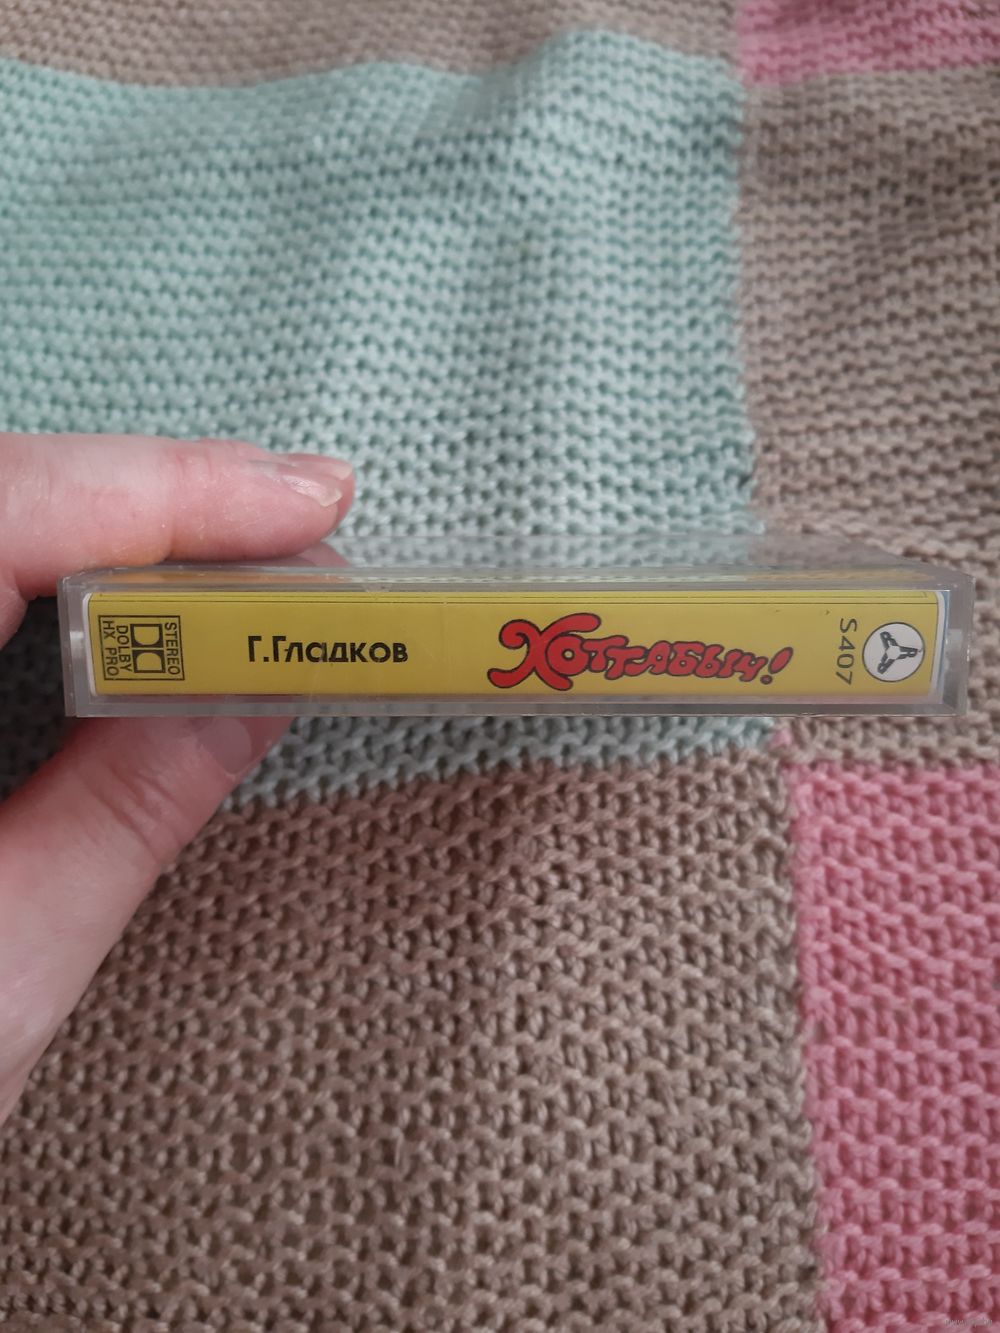 STEREO
DOLBY
HX PRO
Г.Гладков
Хоттабыч!
S407